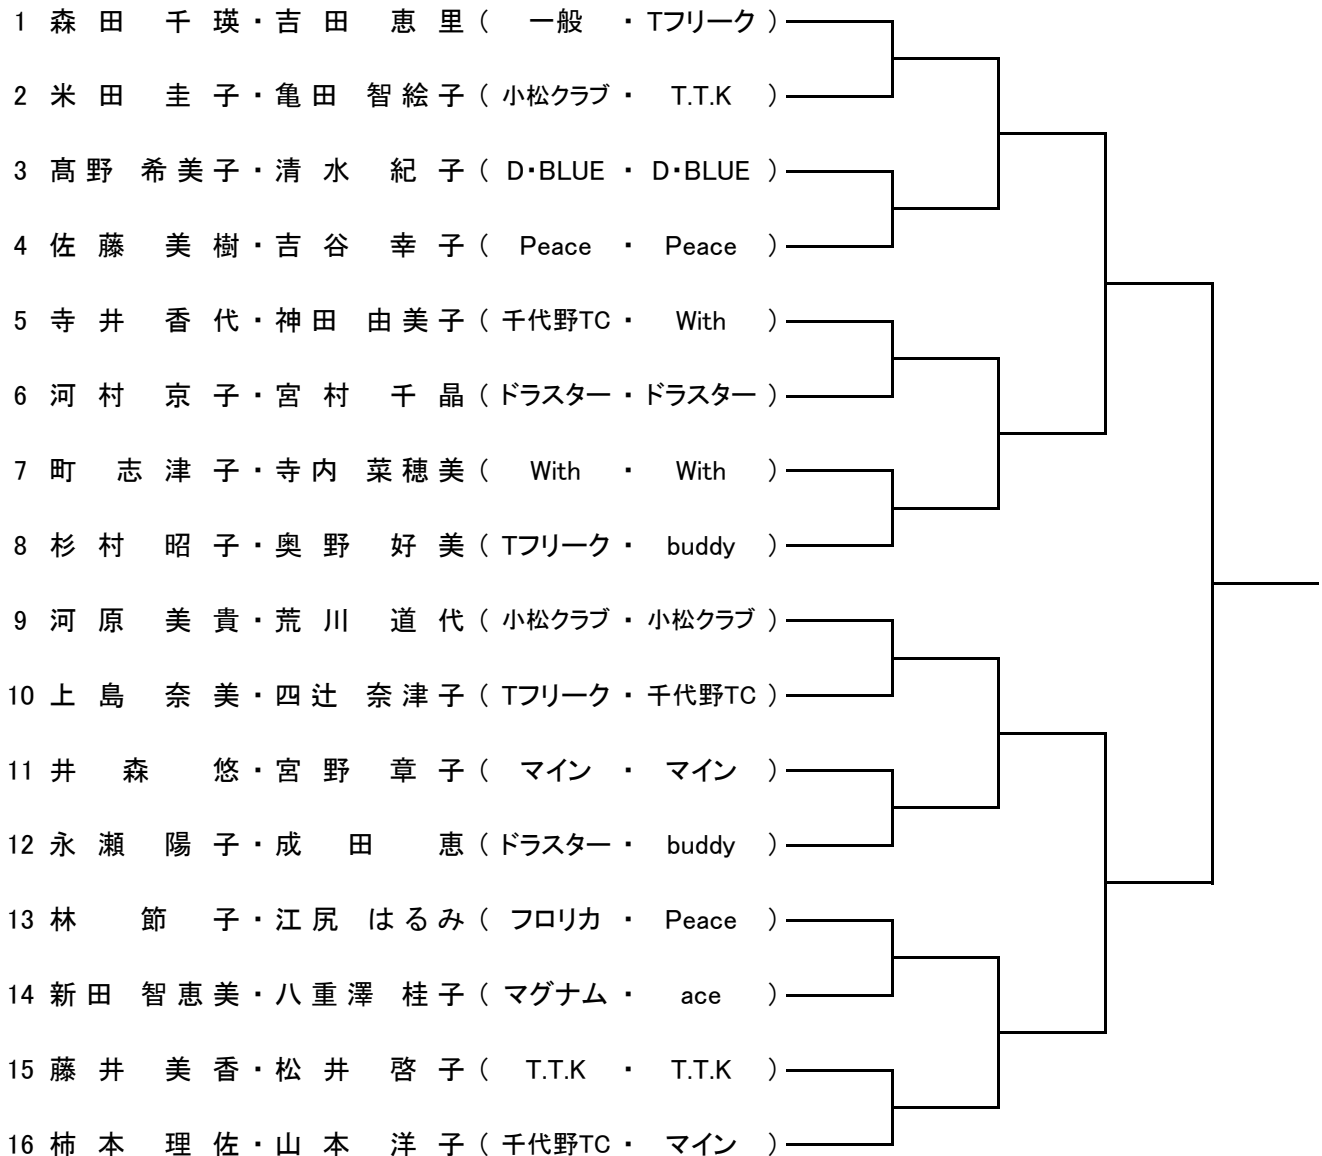 1 森田 千瑛・吉田 恵里 ( 一般 ・ Tフリーク )
2 米田 圭子・亀田 智絵子 ( 小松クラブ ・ T.T.K )
3 髙野 希美子・清水 紀子 ( D・BLUE ・ D・BLUE )
4 佐藤 美樹・吉谷 幸子 ( Peace ・ Peace )
5 寺井 香代・神田 由美子 ( 千代野TC ・ With )
6 河村 京子・宮村 千晶 ( ドラスター ・ ドラスター )
7 町 志津子・寺内 菜穂美 ( With ・ With )
8 杉村 昭子・奥野 好美 ( Tフリーク ・ buddy )
9 河原 美貴・荒川 道代 ( 小松クラブ ・ 小松クラブ )
10 上島 奈美・四辻 奈津子 ( Tフリーク ・ 千代野TC )
11 井森 悠・宮野 章子 ( マイン ・ マイン )
12 永瀬 陽子・成田 恵 ( ドラスター ・ buddy )
13 林 節子・江尻 はるみ ( フロリカ ・ Peace )
14 新田 智恵美・八重澤 桂子 ( マグナム ・ ace )
15 藤井 美香・松井 啓子 ( T.T.K ・ T.T.K )
16 柿本 理佐・山本 洋子 ( 千代野TC ・ マイン )